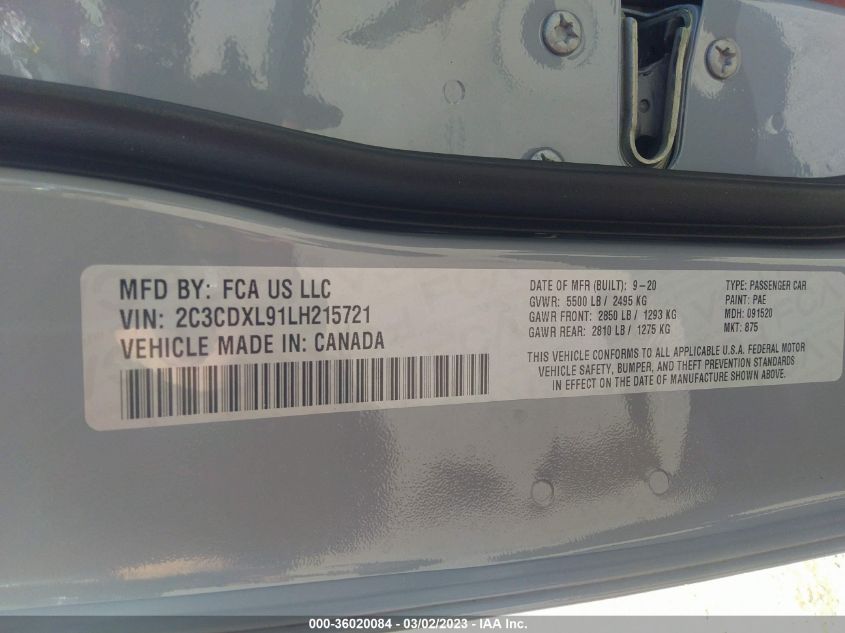 MFD BY: FCA US LLC
VIN: 2C3CDXL91LH215721
VEHICLE MADE IN: CANADA
DATE OF MFR (BUILT): 9-20
GVWR: 5500 LB / 2495 KG
GAWR FRONT: 2850 LB / 1293 KG
GAWR REAR: 2810 LB / 1275 KG
TYPE: PASSENGER CAR
PAINT: PAE
MDH: 091520
MKT: 875
THIS VEHICLE CONFORMS TO ALL APPLICABLE U.S.A. FEDERAL MOTOR
VEHICLE SAFETY, BUMPER, AND THEFT PREVENTION STANDARDS
IN EFFECT ON THE DATE OF MANUFACTURE SHOWN ABOVE.
000-36020084 - 03/02/2023 - IAA Inc.